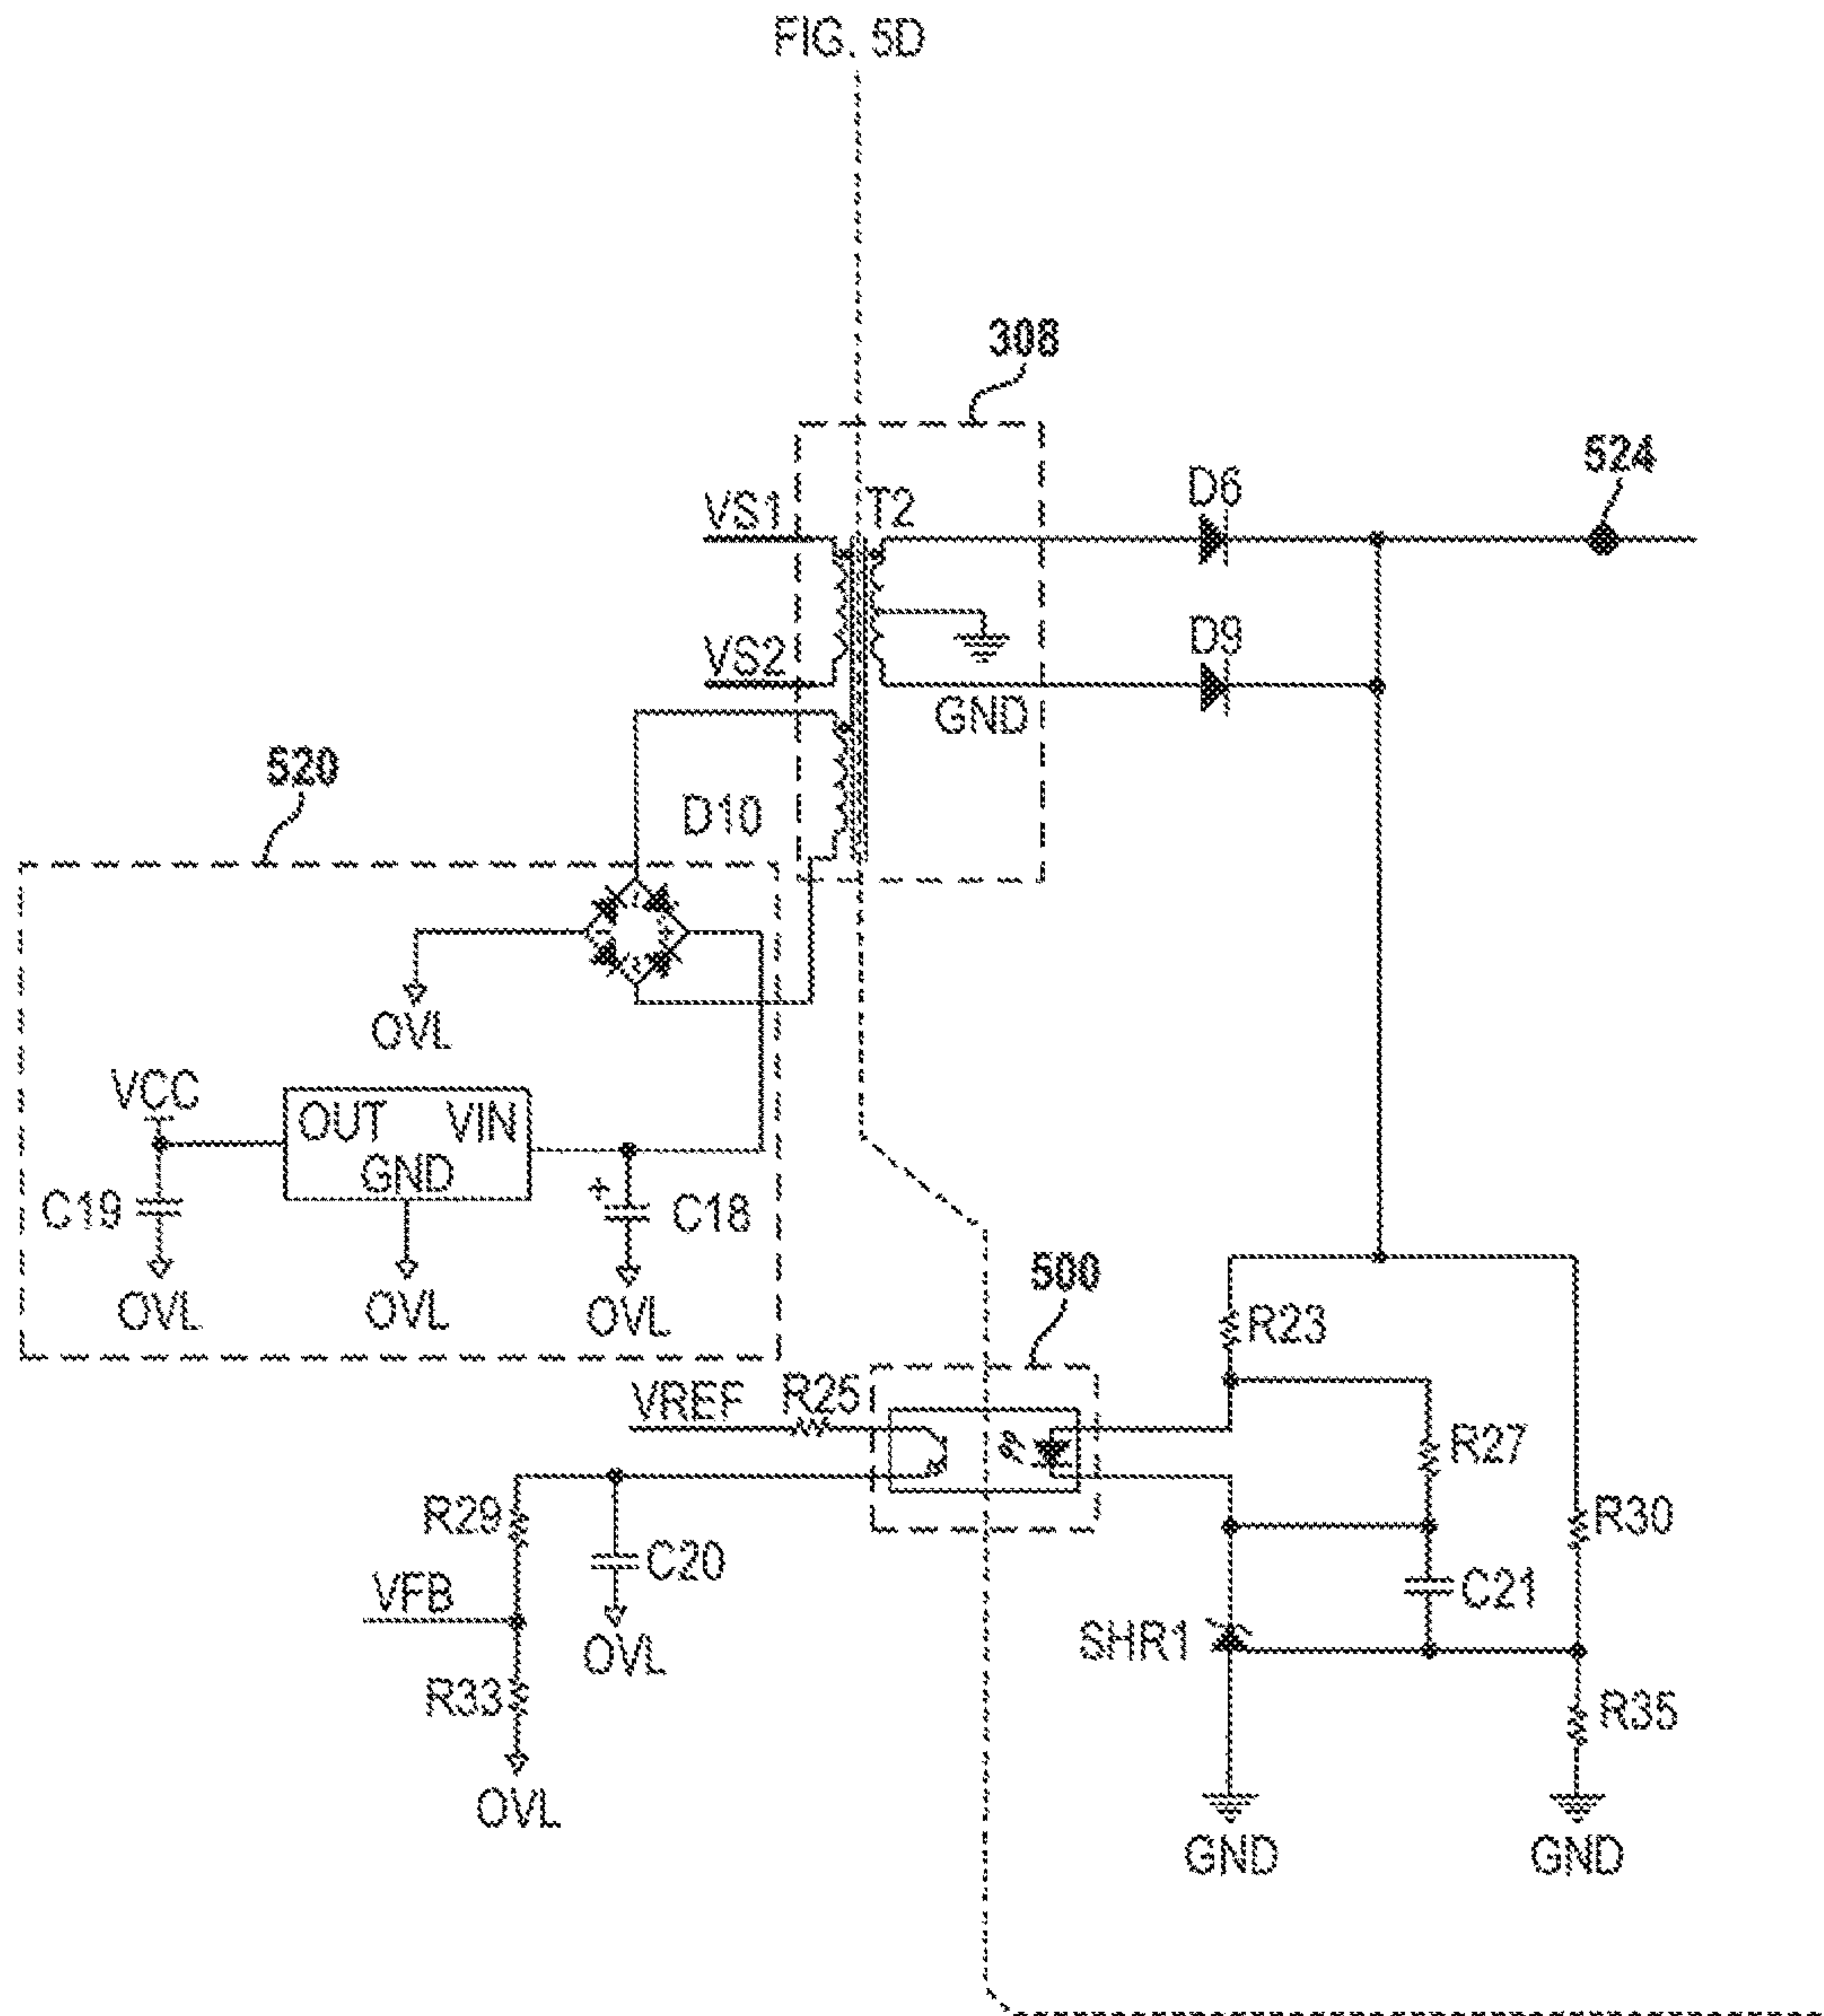 FIG. 5D
308
524
D6
VS1
T2
VS2
D9
GND
520
D10
1
- +
2
OVL
VCC
OUT VIN
GND
C19
+
C18
OVL
OVL
OVL
500
R23
VREF
R25
R27
R29
C20
R30
VFB
C21
OVL
SHR1
R33
R35
OVL
GND
GND